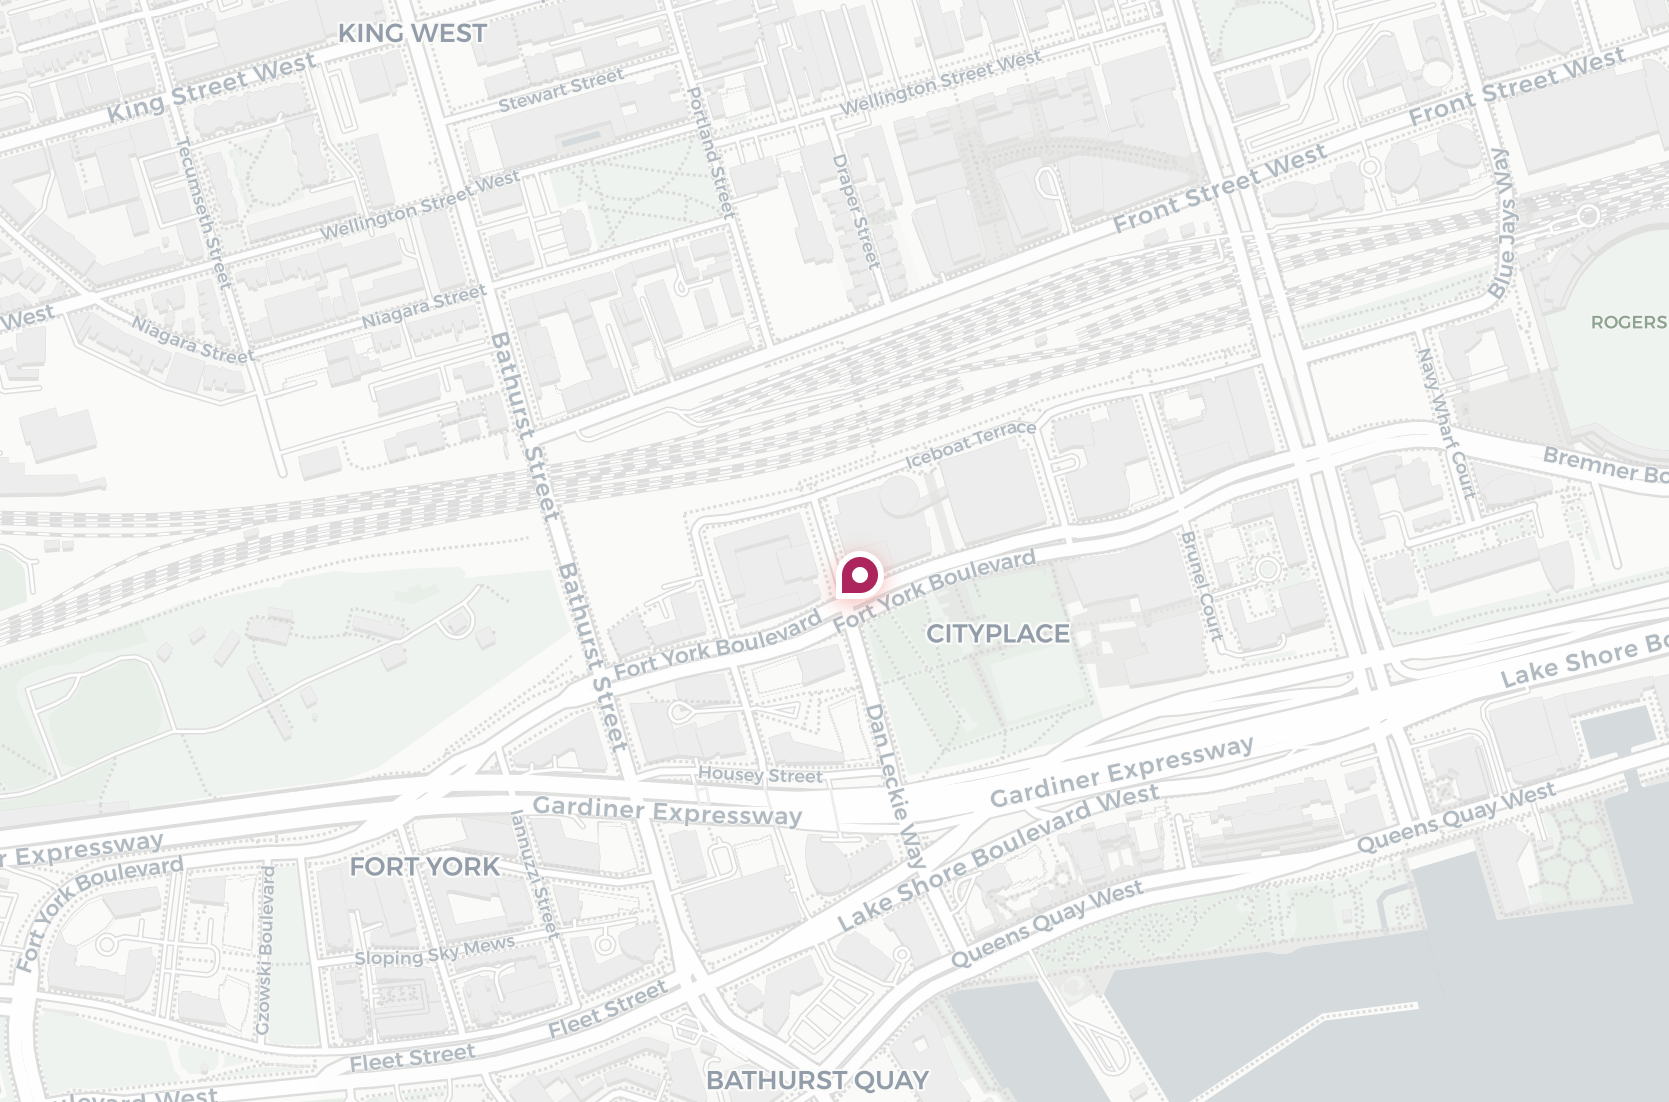 KING WEST
King Street West
Stewart Street
Wellington Street West
Front Street West
Portland Street
Tecumseth Street
Draper Street
Front Street West
Wellington Street West
Blue Jays Way
West
Niagara Street
Niagara Street
ROGERS
Bathurst Street
Navy Wharf Court
Iceboat Terrace
Bremner Bo
Bathurst Street
Brunel Court
Fort York Boulevard
Fort York Boulevard
CITYPLACE
Lake Shore Bo
Dan Leckie Way
Housey Street
Gardiner Expressway
Gardiner Expressway
Lake Shore Boulevard West
Queens Quay West
r Expressway
Iannuzzi Street
FORT YORK
Fort York Boulevard
Gzowski Boulevard
Queens Quay West
Sloping Sky Mews
Fleet Street
Fleet Street
BATHURST QUAY
ulevard West